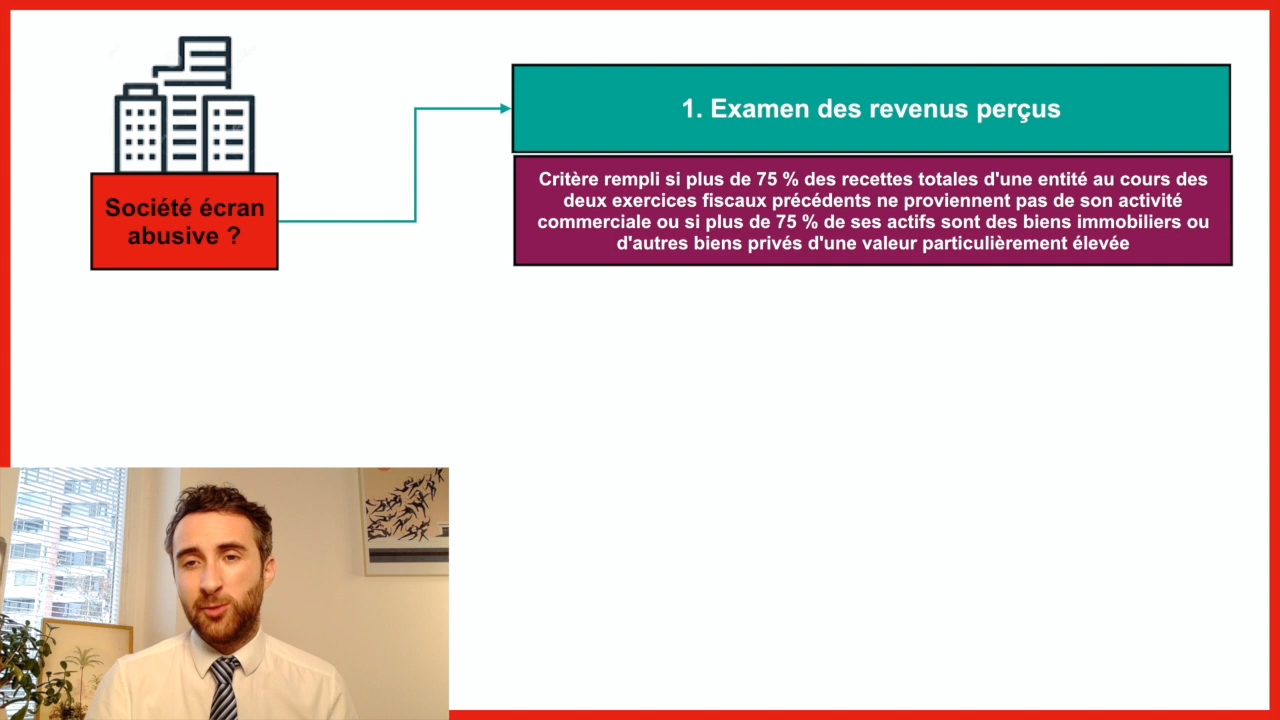 Société écran
abusive ?
1. Examen des revenus perçus
Critère rempli si plus de 75 % des recettes totales d'une entité au cours des
deux exercices fiscaux précédents ne proviennent pas de son activité
commerciale ou si plus de 75 % de ses actifs sont des biens immobiliers ou
d'autres biens privés d'une valeur particulièrement élevée